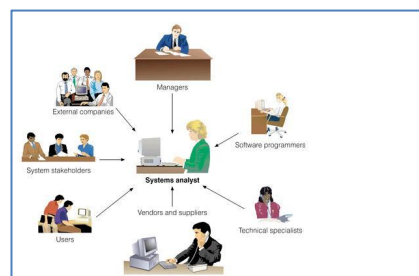 Managers
External companies
Software programmers
System stakeholders
Systems analyst
Vendors and suppliers
Users
Technical specialists